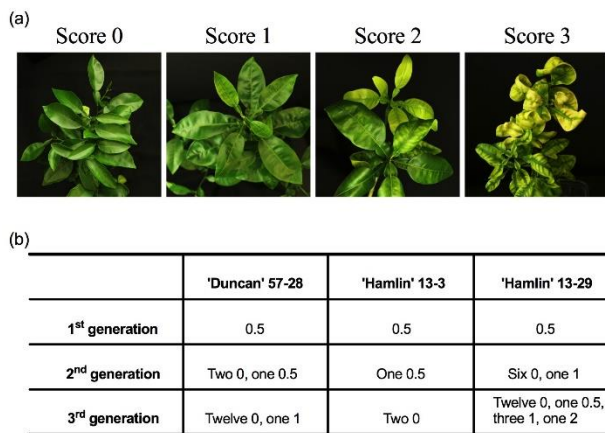 (a)
Score 0 Score 1 Score 2 Score 3
(b)
'Duncan' 57-28 'Hamlin' 13-3 'Hamlin' 13-29
1st generation 0.5 0.5 0.5
2nd generation Two 0, one 0.5 One 0.5 Six 0, one 1
3rd generation Twelve 0, one 1 Two 0 Twelve 0, one 0.5,
three 1, one 2